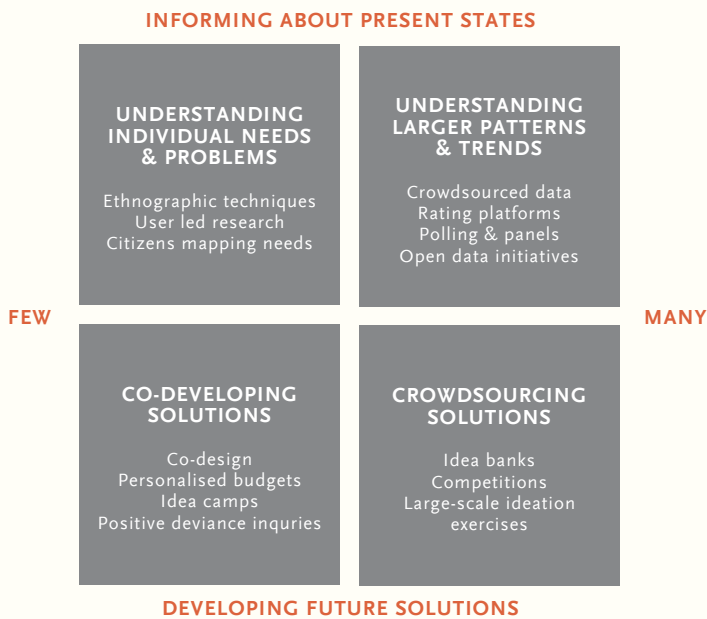 INFORMING ABOUT PRESENT STATES
UNDERSTANDING
INDIVIDUAL NEEDS
& PROBLEMS
Ethnographic techniques
User led research
Citizens mapping needs
UNDERSTANDING
LARGER PATTERNS
& TRENDS
Crowdsourced data
Rating platforms
Polling & panels
Open data initiatives
FEW
MANY
CO-DEVELOPING
SOLUTIONS
Co-design
Personalised budgets
Idea camps
Positive deviance inquries
CROWDSOURCING
SOLUTIONS
Idea banks
Competitions
Large-scale ideation
exercises
DEVELOPING FUTURE SOLUTIONS